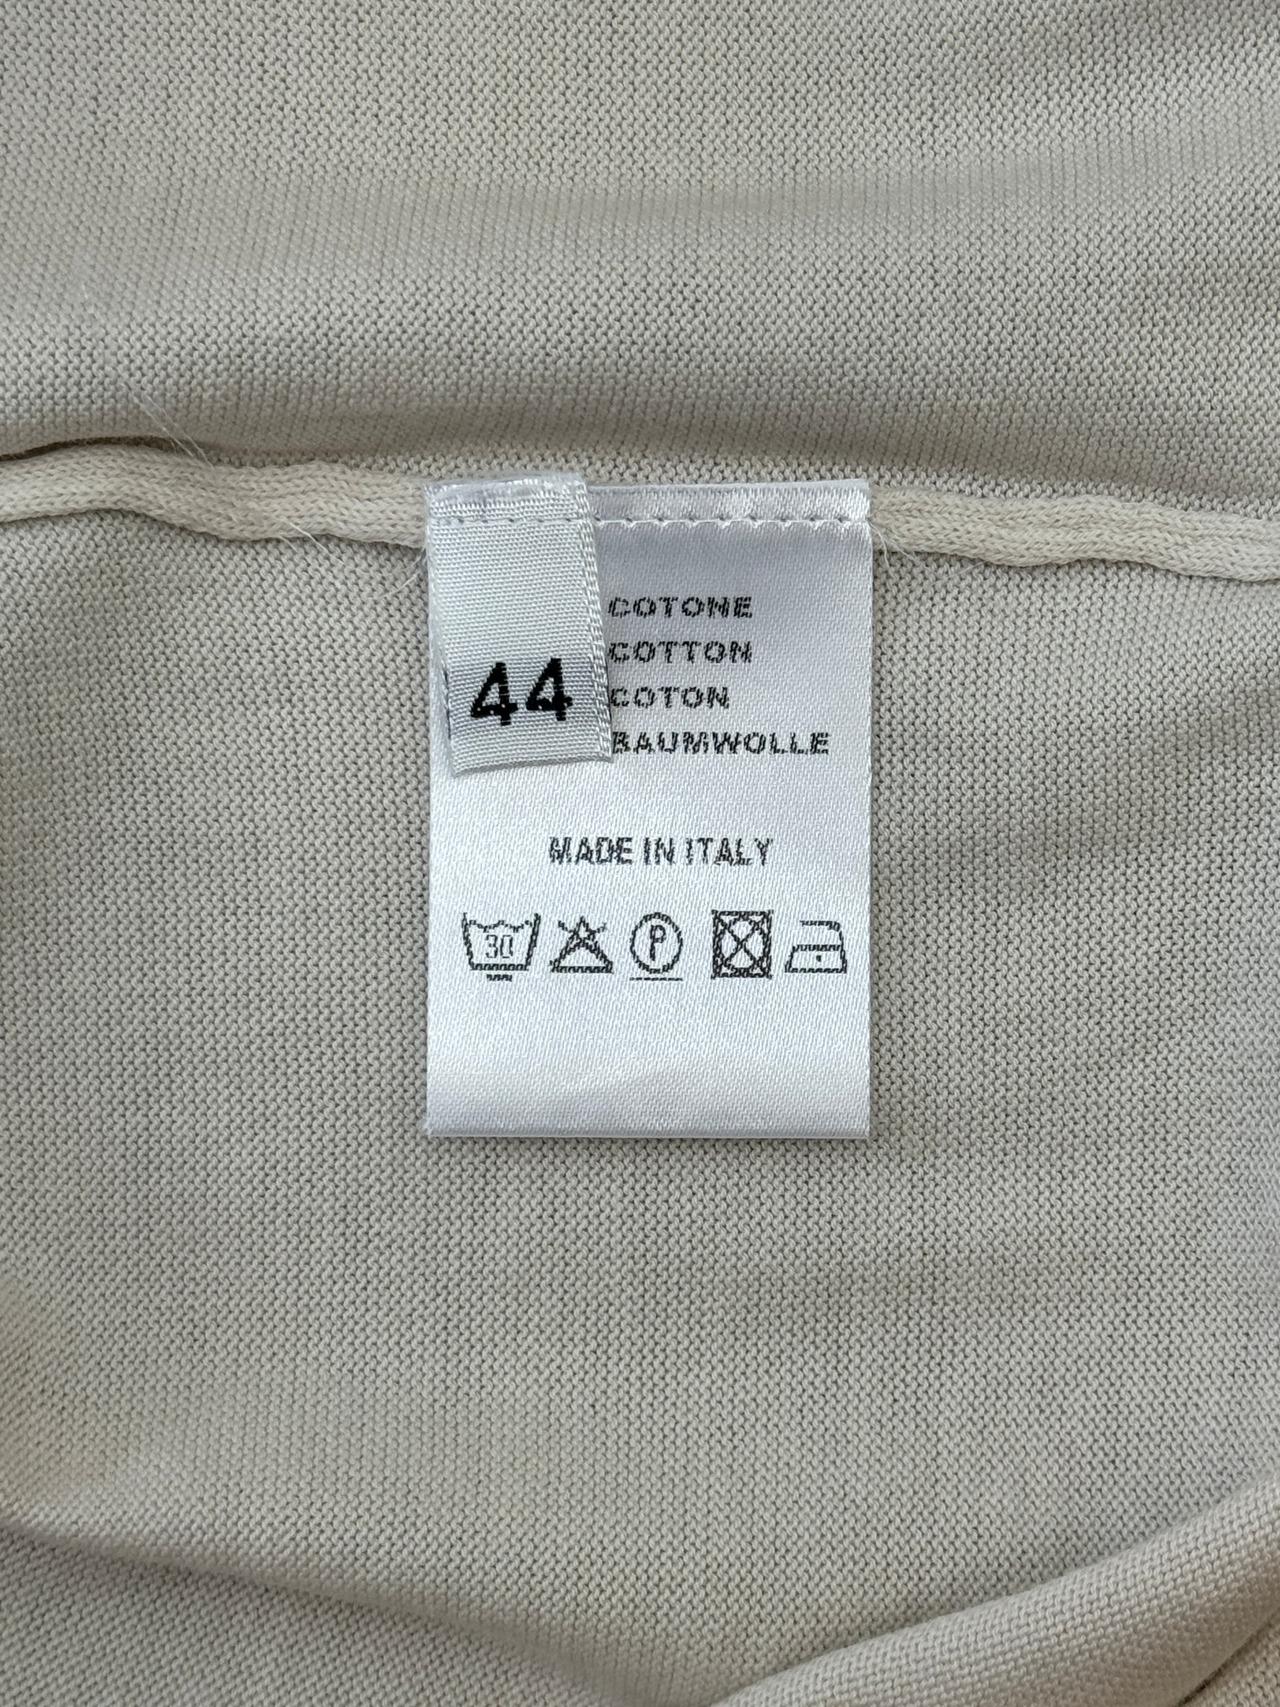 44
COTONE
COTTON
COTON
BAUMWOLLE
MADE IN ITALY
30
P